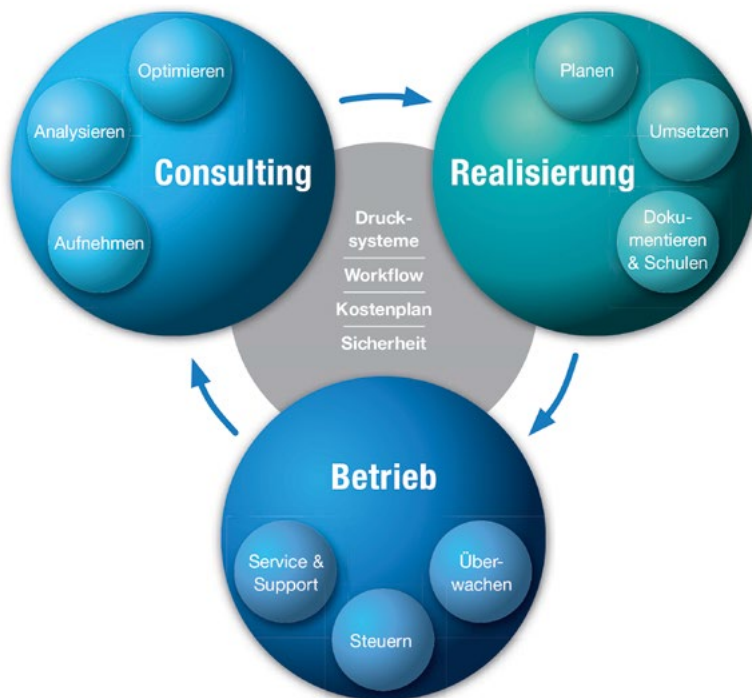 Optimieren
Analysieren
Aufnehmen
Consulting
Planen
Umsetzen
Doku-
mentieren
& Schulen
Realisierung
Druck-
systeme
Workflow
Kostenplan
Sicherheit
Betrieb
Service &
Support
Steuern
Über-
wachen